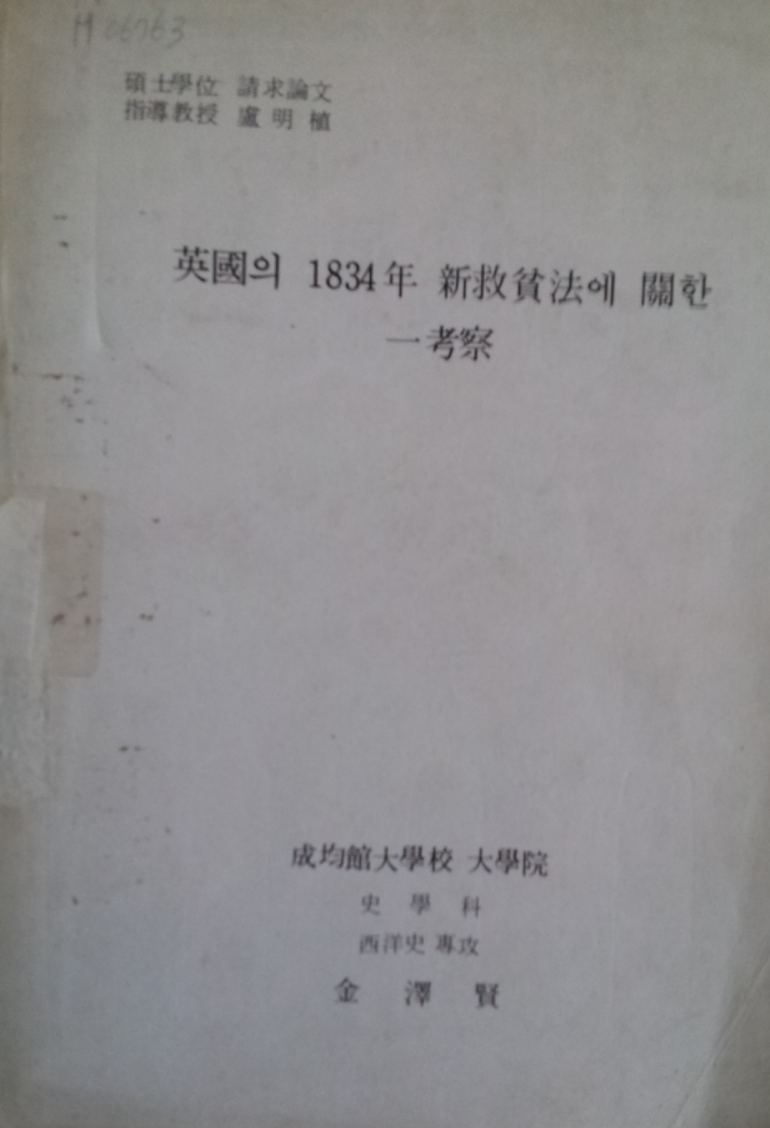 M 06763
碩士學位 請求論文
指導敎授 盧明植
英國의 1834年 新救貧法에 關한
一考察
成均館大學校 大學院
史學科
西洋史 專攻
金澤賢